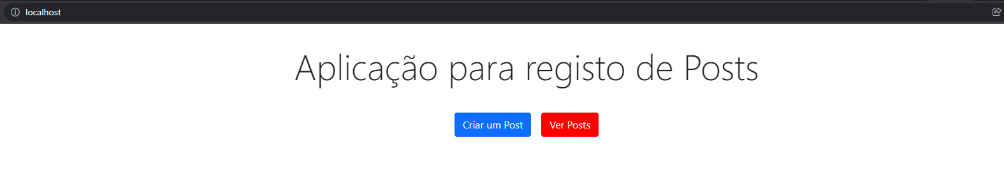 localhost
Aplicação para registo de Posts
Criar um Post Ver Posts